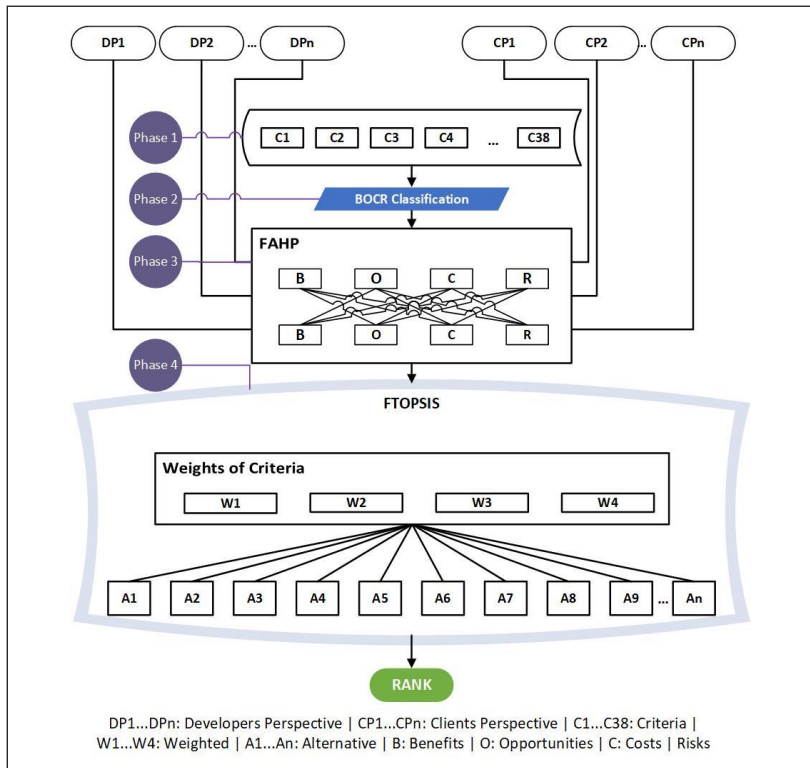 DP1 DP2 ... DPn CP1 CP2 ... CPn
Phase 1
C1 C2 C3 C4 ... C38
Phase 2
BOCR Classification
Phase 3
FAHP
B O C R
B O C R
Phase 4
FTOPSIS
Weights of Criteria
W1 W2 W3 W4
A1 A2 A3 A4 A5 A6 A7 A8 A9 ... An
RANK
DP1...DPn: Developers Perspective | CP1...CPn: Clients Perspective | C1...C38: Criteria |
W1...W4: Weighted | A1...An: Alternative | B: Benefits | O: Opportunities | C: Costs | Risks